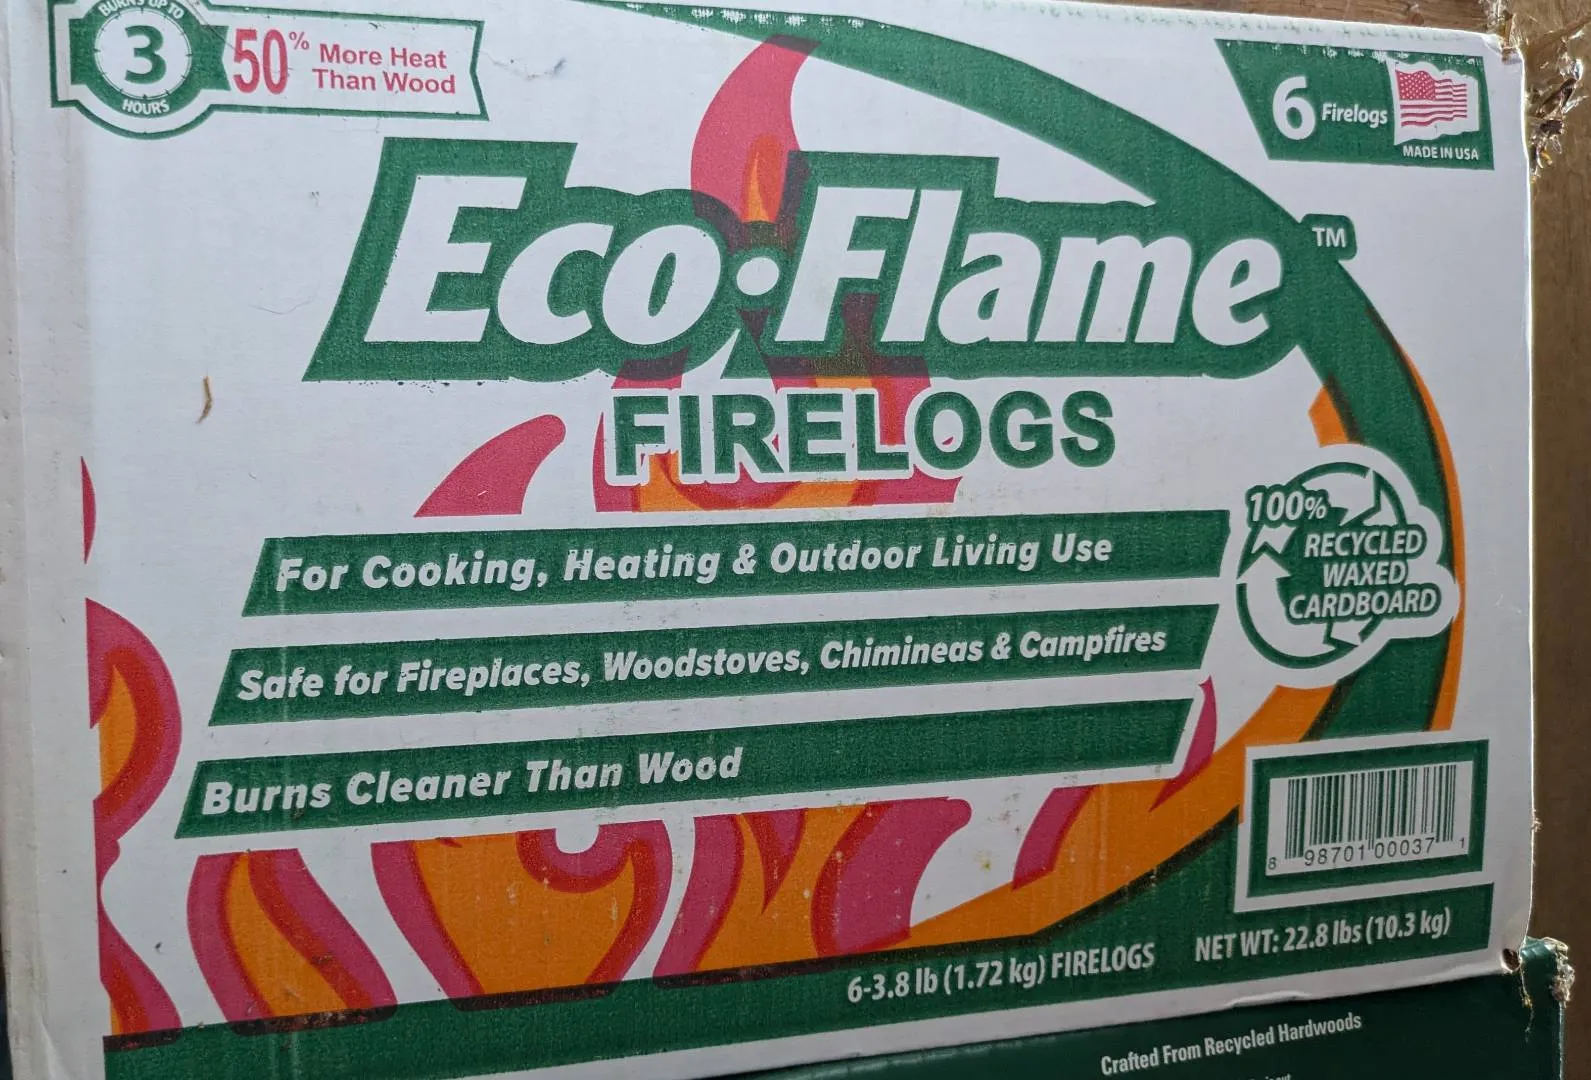 BURNS UP TO
3
HOURS
50% More Heat
Than Wood
6 Firelogs
MADE IN USA
Eco•Flame™
FIRELOGS
For Cooking, Heating & Outdoor Living Use
Safe for Fireplaces, Woodstoves, Chimineas & Campfires
Burns Cleaner Than Wood
100%
RECYCLED
WAXED
CARDBOARD
8 98701 00037 1
6-3.8 lb (1.72 kg) FIRELOGS
NET WT: 22.8 lbs (10.3 kg)
Crafted From Recycled Hardwoods